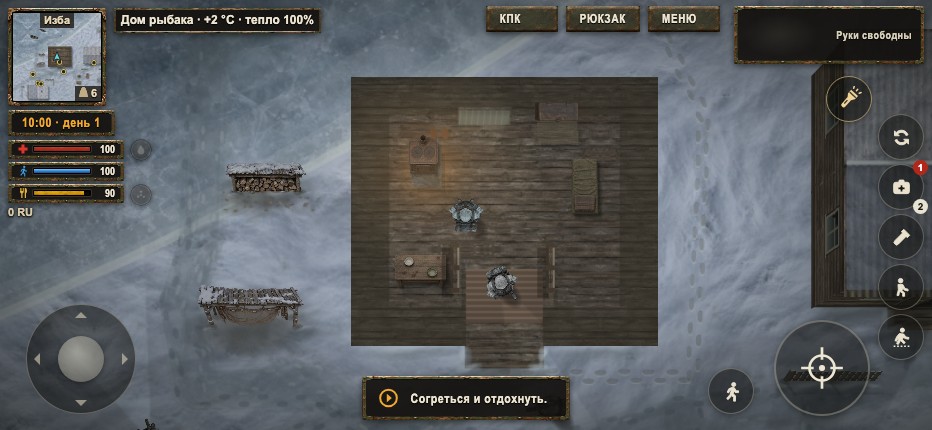 Изба
6
Дом рыбака · +2 °C · тепло 100%
КПК
РЮКЗАК
МЕНЮ
Руки свободны
10:00 · день 1
100
100
90
0 RU
1
2
Согреться и отдохнуть.